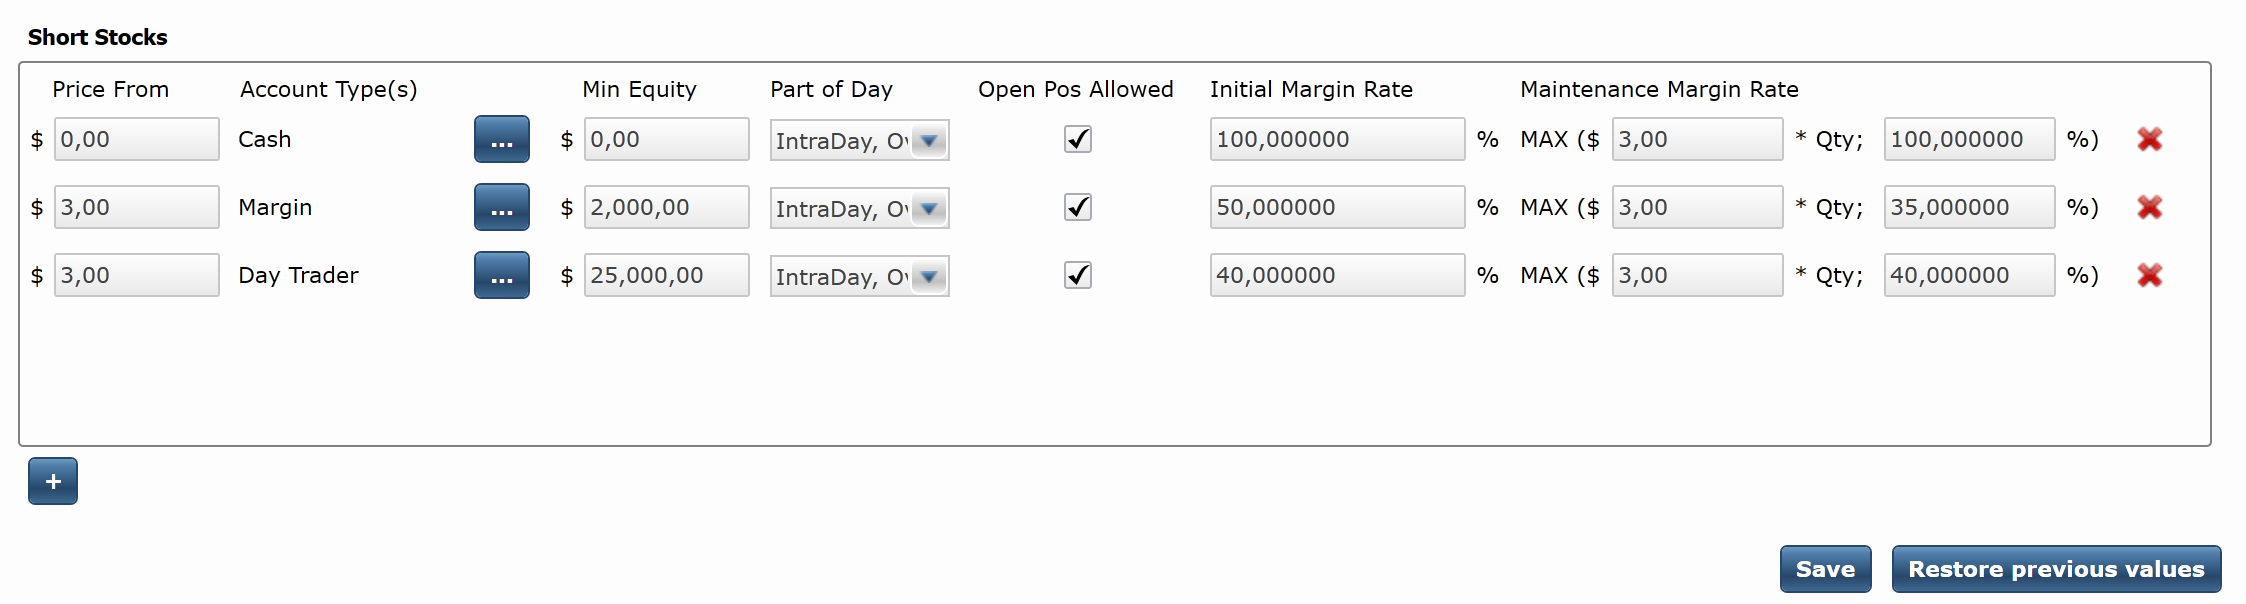 Short Stocks
Price From Account Type(s) Min Equity Part of Day Open Pos Allowed Initial Margin Rate Maintenance Margin Rate
$ 0,00 Cash ... $ 0,00 IntraDay, Ov 100,000000 % MAX ($ 3,00 * Qty; 100,000000 %)
$ 3,00 Margin ... $ 2,000,00 IntraDay, Ov 50,000000 % MAX ($ 3,00 * Qty; 35,000000 %)
$ 3,00 Day Trader ... $ 25,000,00 IntraDay, Ov 40,000000 % MAX ($ 3,00 * Qty; 40,000000 %)
+
Save Restore previous values